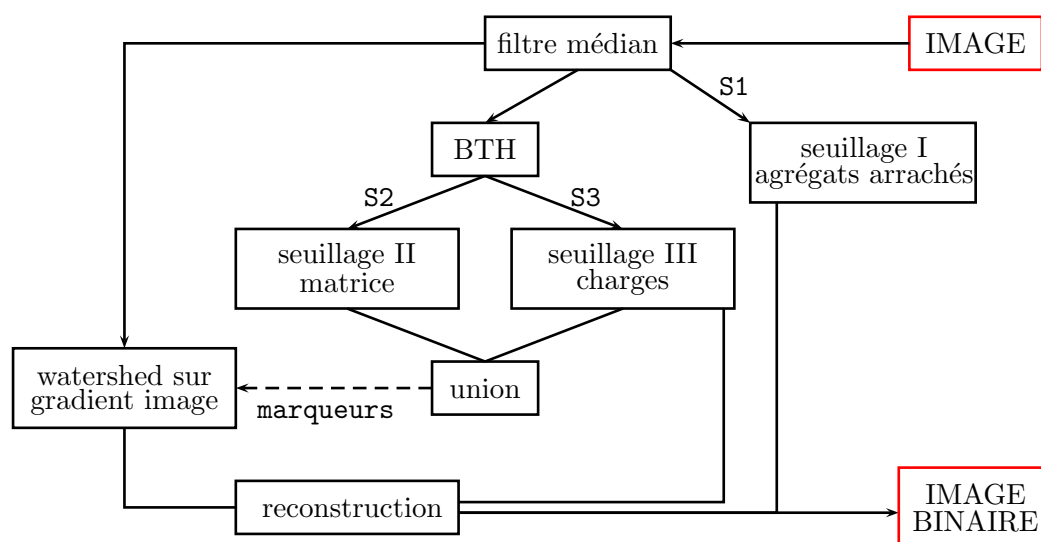 filtre médian
IMAGE
S1
BTH
seuillage I
agrégats arrachés
S2
S3
seuillage II
matrice
seuillage III
charges
watershed sur
gradient image
union
marqueurs
reconstruction
IMAGE
BINAIRE